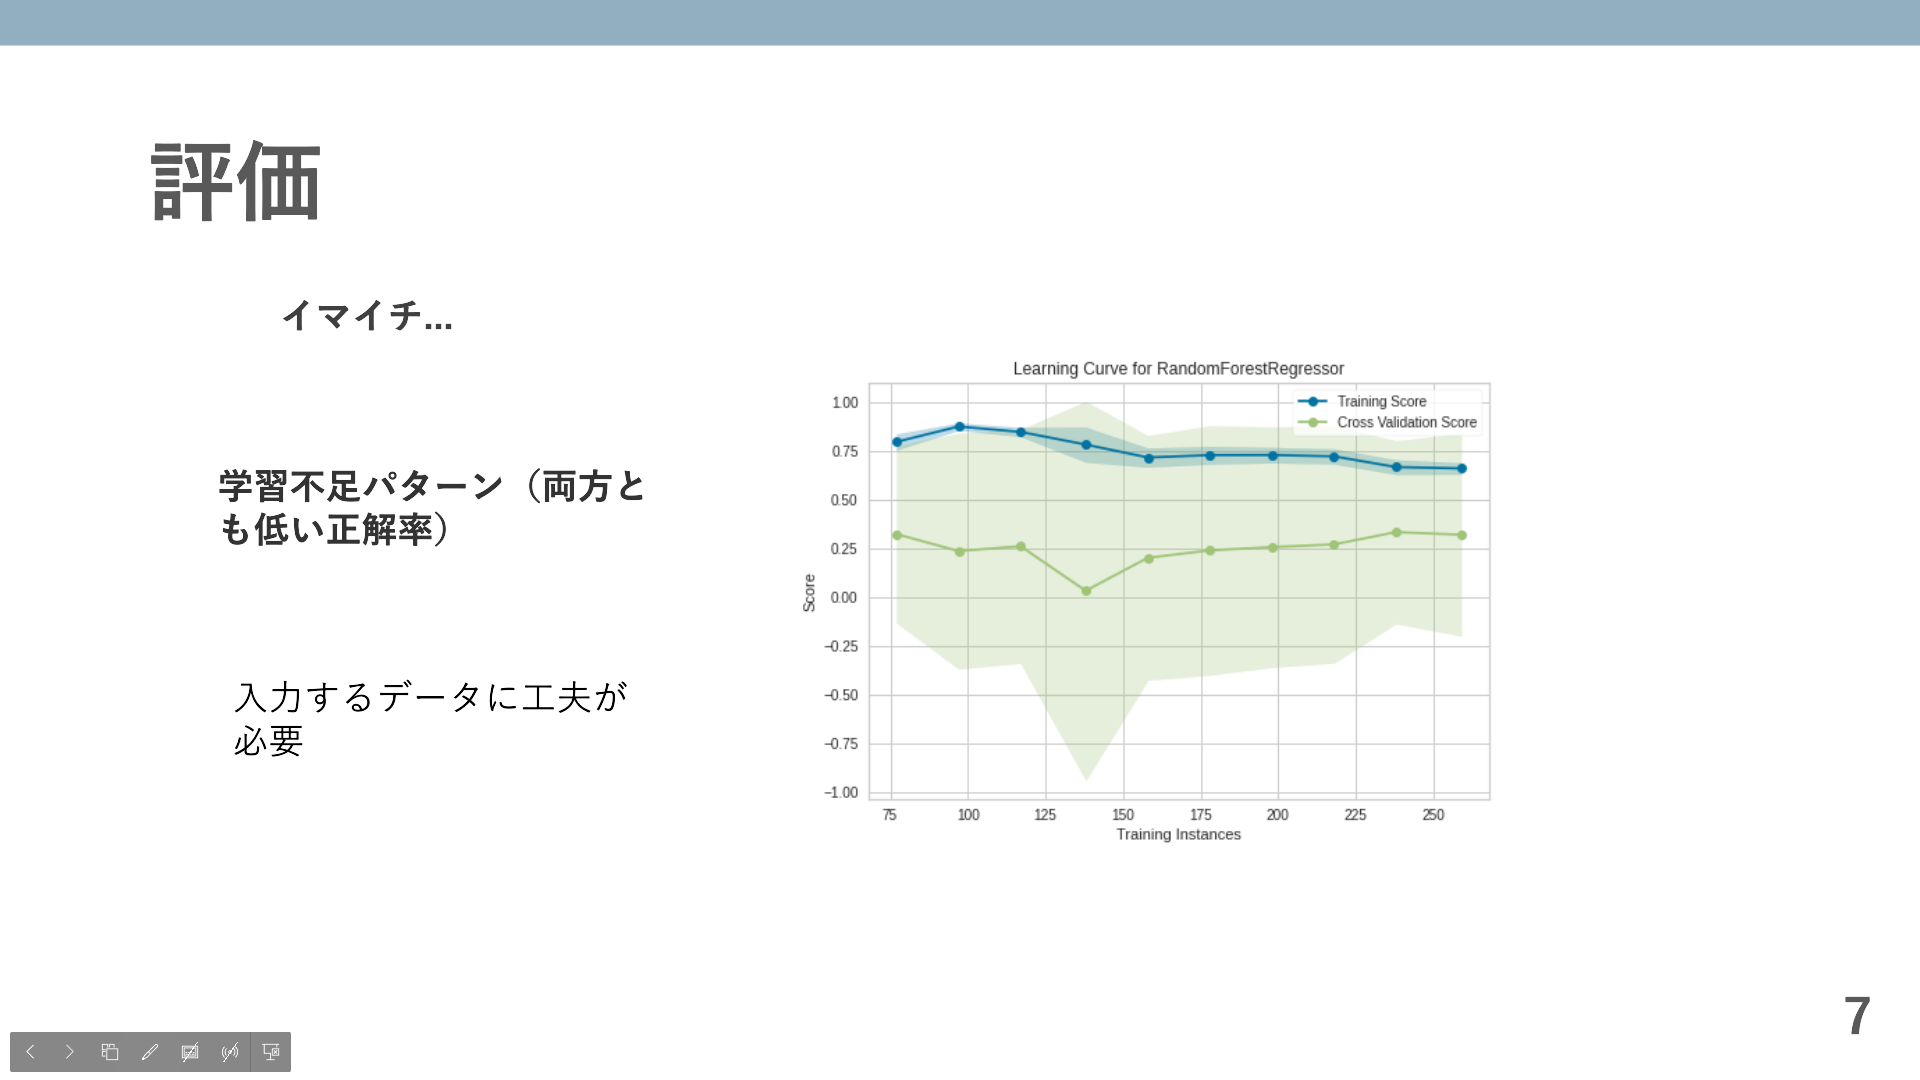 評価
イマイチ...
学習不足パターン（両方と
も低い正解率）
入力するデータに工夫が
必要
Learning Curve for RandomForestRegressor
Training Score
Cross Validation Score
Score
1.00
0.75
0.50
0.25
0.00
−0.25
−0.50
−0.75
−1.00
75 100 125 150 175 200 225 250
Training Instances
7